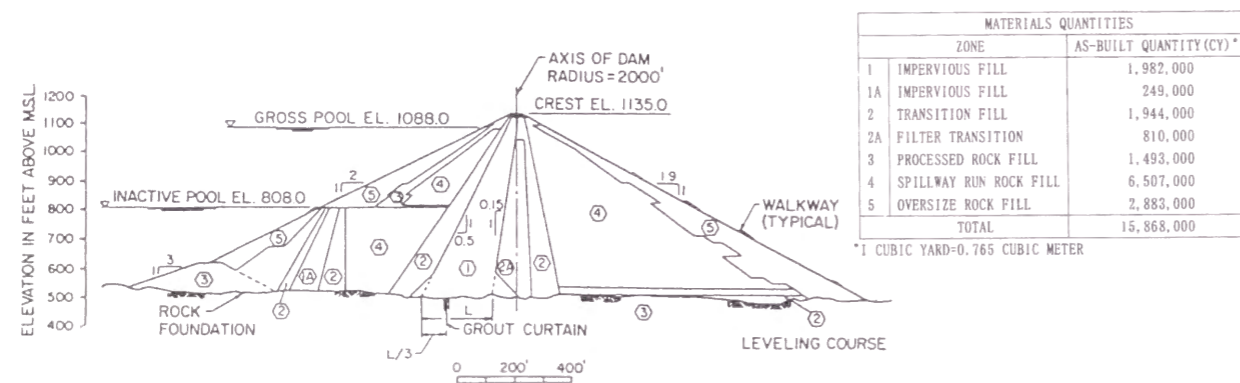 AXIS OF DAM
RADIUS=2000'
CREST EL. 1135.0
GROSS POOL EL. 1088.0
INACTIVE POOL EL. 808.0
ELEVATION IN FEET ABOVE M.S.L.
1200
1100
1000
900
800
700
600
500
400
2
1
5
3
4
0.15
1
1.9
1
4
5
WALKWAY
(TYPICAL)
5
4
1
0.5
3
1
3
1A
2
2
1
2A
2
ROCK
FOUNDATION
2
L
GROUT CURTAIN
L/3
3
2
LEVELING COURSE
0 200' 400'
MATERIALS QUANTITIES
ZONE AS-BUILT QUANTITY(CY)*
1 IMPERVIOUS FILL 1,982,000
1A IMPERVIOUS FILL 249,000
2 TRANSITION FILL 1,944,000
2A FILTER TRANSITION 810,000
3 PROCESSED ROCK FILL 1,493,000
4 SPILLWAY RUN ROCK FILL 6,507,000
5 OVERSIZE ROCK FILL 2,883,000
TOTAL 15,868,000
*1 CUBIC YARD=0.765 CUBIC METER